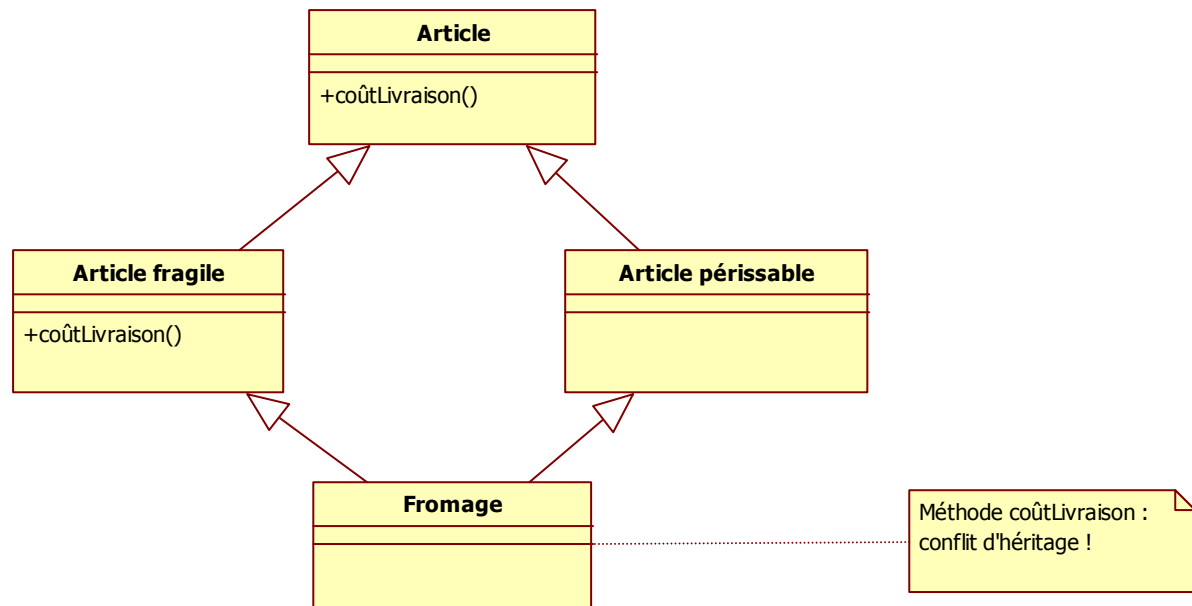 Article
+coûtLivraison()
Article fragile
+coûtLivraison()
Article périssable
Fromage
Méthode coûtLivraison :
conflit d'héritage !